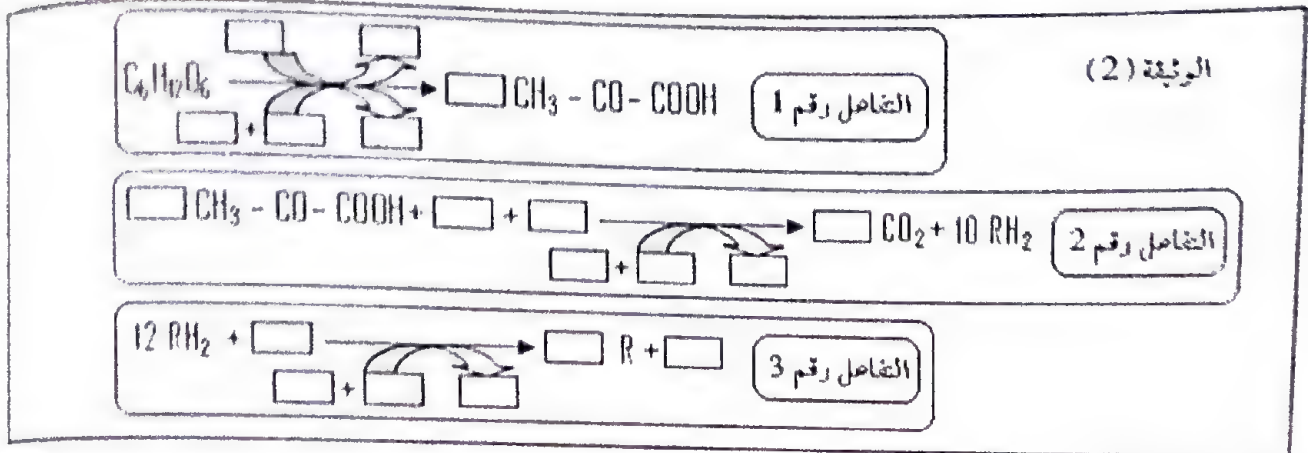 الوثيقة (2)
C₆H₁₂O₆ → □ CH₃ - CO - COOH التفاعل رقم 1
□ + □
□ CH₃ - CO - COOH + □ + □ → □ CO₂ + 10 RH₂ التفاعل رقم 2
□ + □
12 RH₂ + □ → □ R + □ التفاعل رقم 3
□ + □